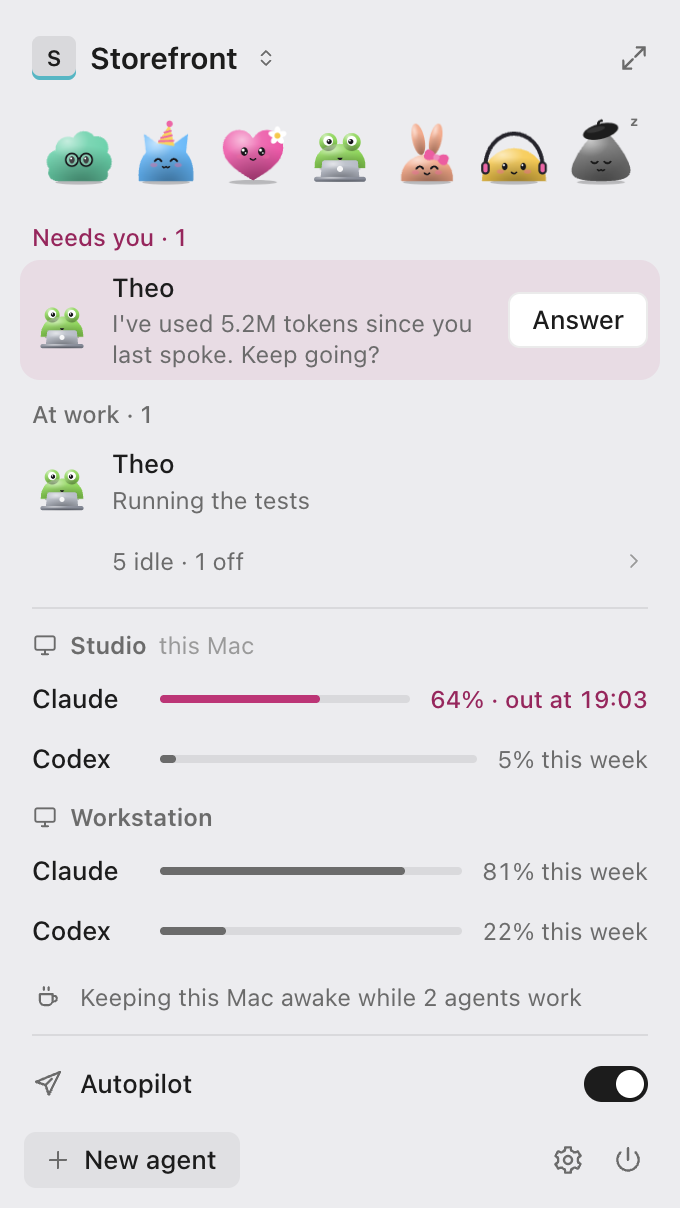 S Storefront
z
Needs you · 1
Theo
I've used 5.2M tokens since you
last spoke. Keep going?
Answer
At work · 1
Theo
Running the tests
5 idle · 1 off
Studio this Mac
Claude 64% · out at 19:03
Codex 5% this week
Workstation
Claude 81% this week
Codex 22% this week
Keeping this Mac awake while 2 agents work
Autopilot
New agent